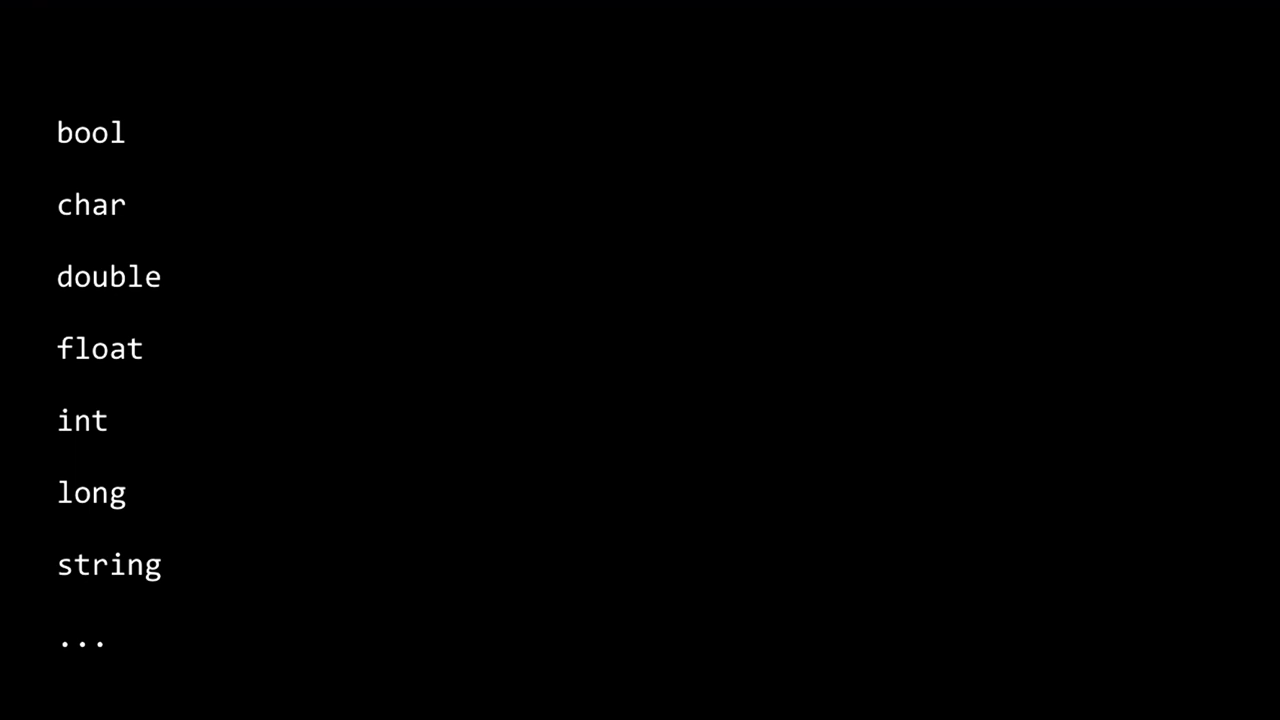 bool
char
double
float
int
long
string
...